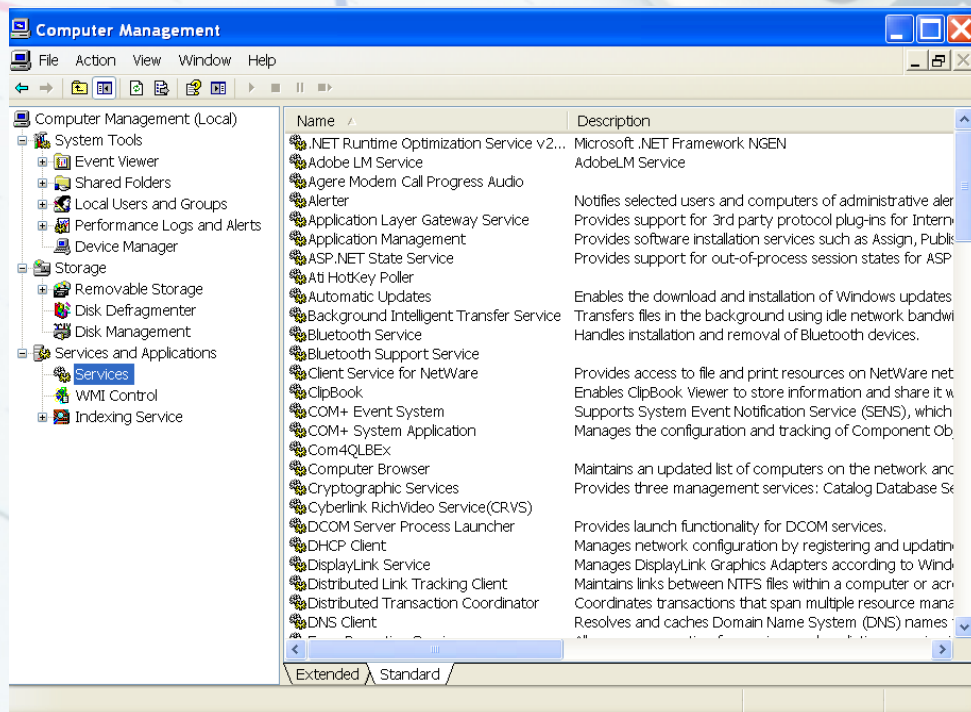 Computer Management
File Action View Window Help
Computer Management (Local)
System Tools
Event Viewer
Shared Folders
Local Users and Groups
Performance Logs and Alerts
Device Manager
Storage
Removable Storage
Disk Defragmenter
Disk Management
Services and Applications
Services
WMI Control
Indexing Service
Name Description
.NET Runtime Optimization Service v2... Microsoft .NET Framework NGEN
Adobe LM Service AdobeLM Service
Agere Modem Call Progress Audio
Alerter Notifies selected users and computers of administrative aler
Application Layer Gateway Service Provides support for 3rd party protocol plug-ins for Intern
Application Management Provides software installation services such as Assign, Publis
ASP.NET State Service Provides support for out-of-process session states for ASP
Ati HotKey Poller
Automatic Updates Enables the download and installation of Windows updates
Background Intelligent Transfer Service Transfers files in the background using idle network bandwi
Bluetooth Service Handles installation and removal of Bluetooth devices.
Bluetooth Support Service
Client Service for NetWare Provides access to file and print resources on NetWare net
ClipBook Enables ClipBook Viewer to store information and share it w
COM+ Event System Supports System Event Notification Service (SENS), which
COM+ System Application Manages the configuration and tracking of Component Ob
Com4QLBEx
Computer Browser Maintains an updated list of computers on the network and
Cryptographic Services Provides three management services: Catalog Database Se
Cyberlink RichVideo Service(CRVS)
DCOM Server Process Launcher Provides launch functionality for DCOM services.
DHCP Client Manages network configuration by registering and updatin
DisplayLink Service Manages DisplayLink Graphics Adapters according to Wind
Distributed Link Tracking Client Maintains links between NTFS files within a computer or acr
Distributed Transaction Coordinator Coordinates transactions that span multiple resource mana
DNS Client Resolves and caches Domain Name System (DNS) names
Extended Standard